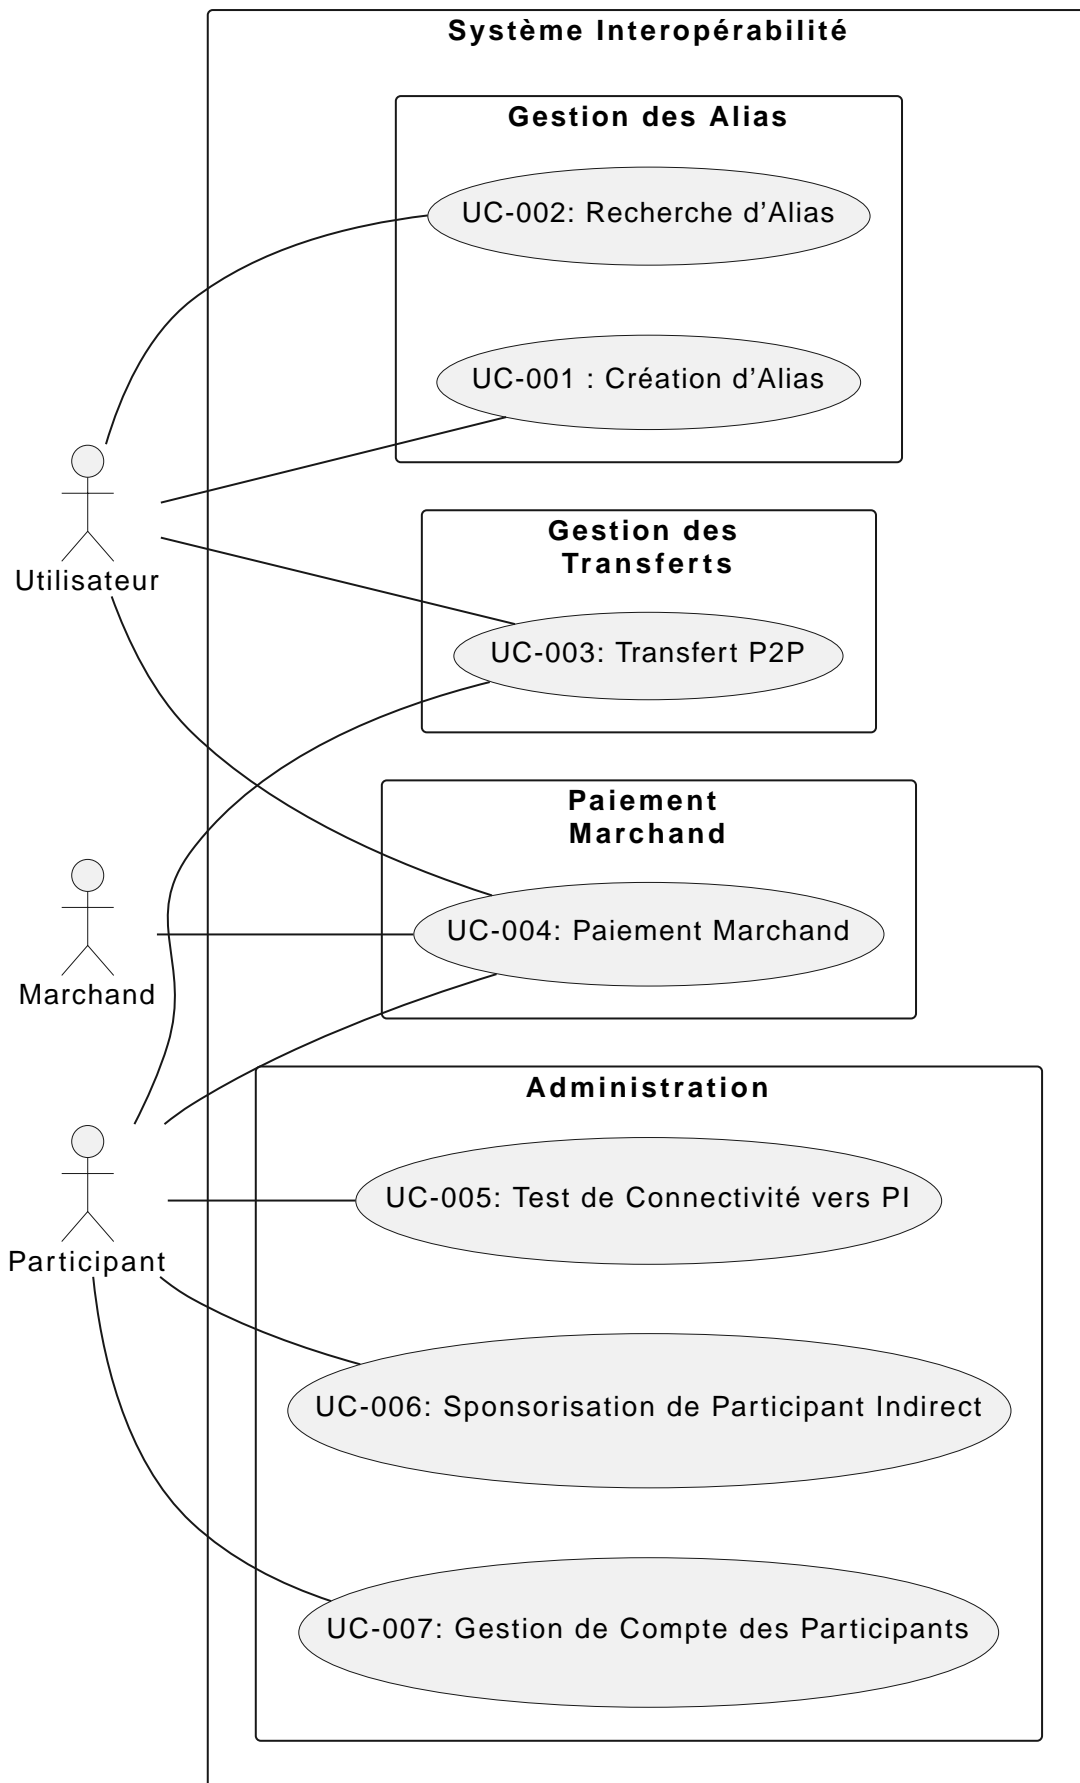 Système Interopérabilité
Gestion des Alias
UC-002: Recherche d’Alias
UC-001 : Création d’Alias
Utilisateur
Gestion des
Transferts
UC-003: Transfert P2P
Paiement
Marchand
UC-004: Paiement Marchand
Marchand
Administration
UC-005: Test de Connectivité vers PI
Participant
UC-006: Sponsorisation de Participant Indirect
UC-007: Gestion de Compte des Participants